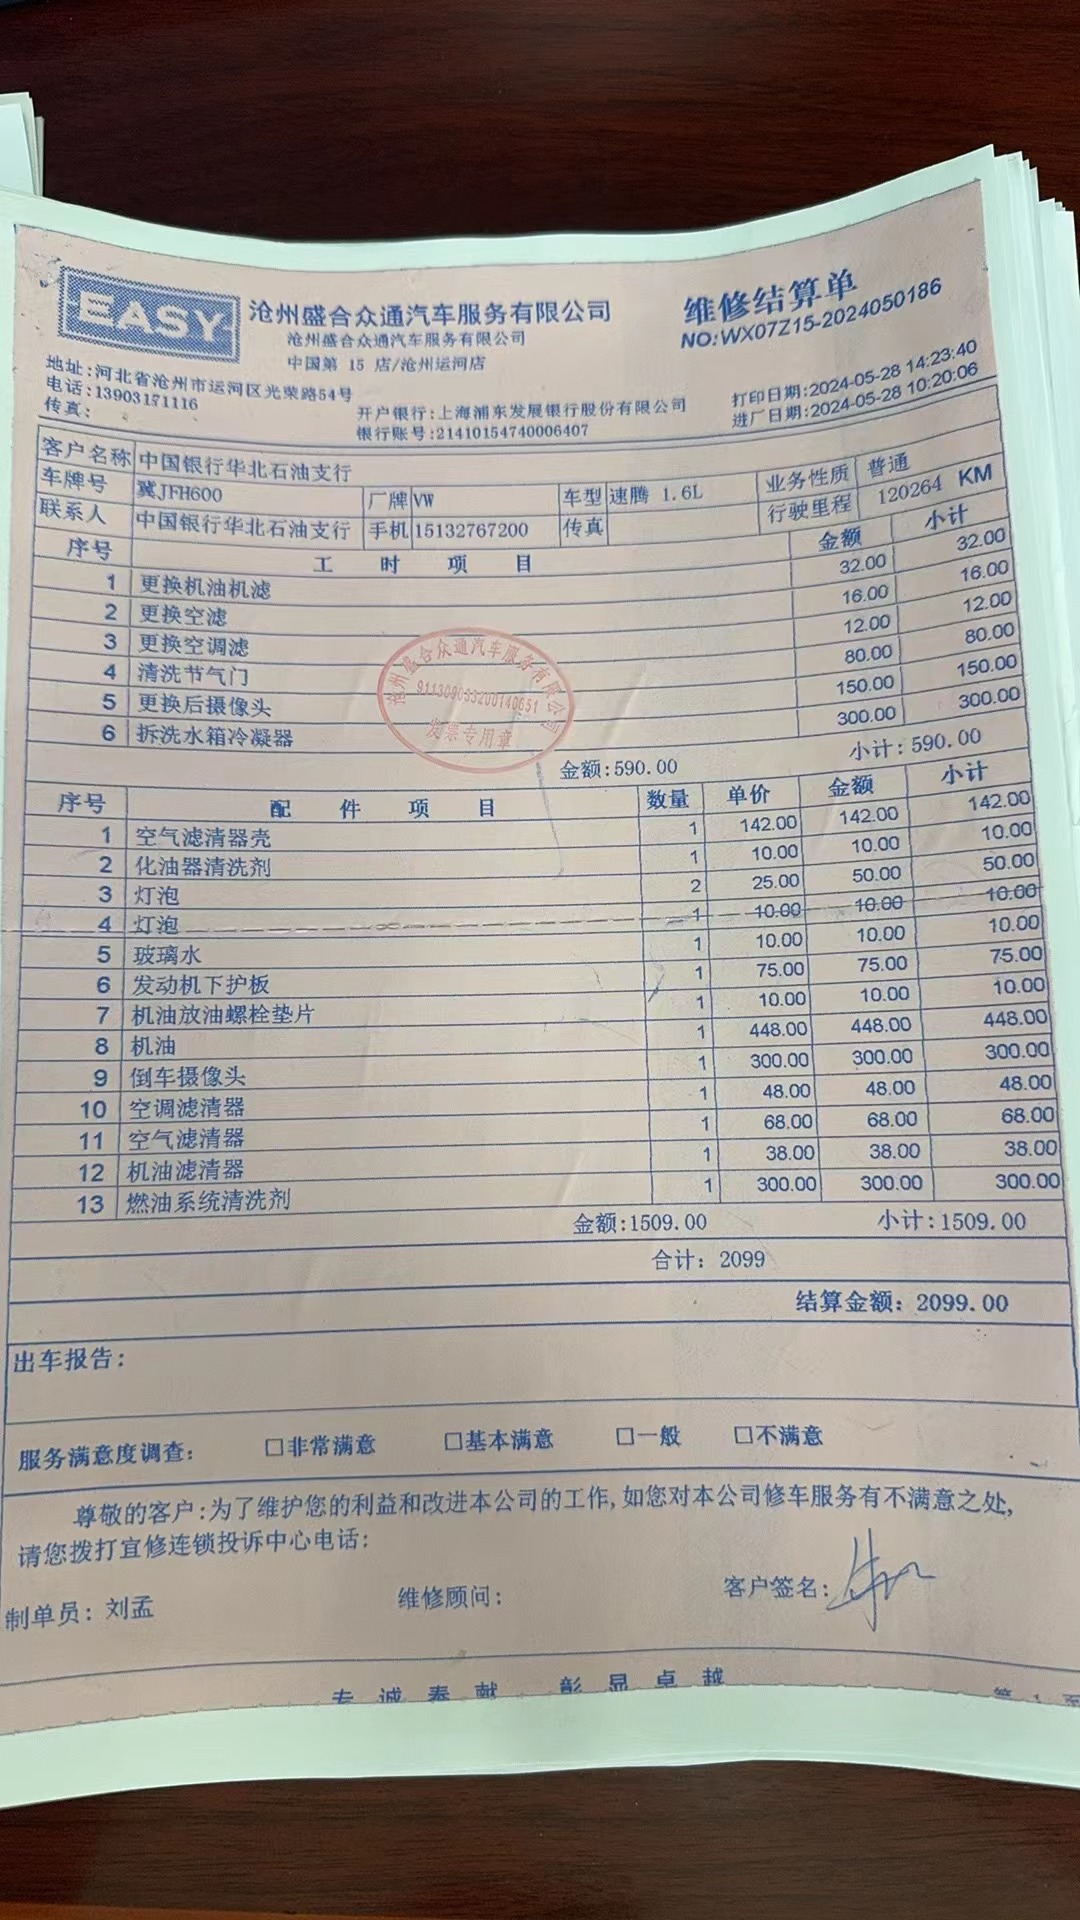 EASY
沧州盛合众通汽车服务有限公司
沧州盛合众通汽车服务有限公司
中国第 15 店/沧州运河店
维修结算单
NO:WX07Z15-2024050186
地址:河北省沧州市运河区光荣路54号
电话:13903171116
传真:
开户银行:上海浦东发展银行股份有限公司
银行账号:21410154740006407
打印日期:2024-05-28 14:23:40
进厂日期:2024-05-28 10:20:06
客户名称 中国银行华北石油支行 业务性质 普通
车牌号 冀JFH600 厂牌 VW 车型 速腾 1.6L 行驶里程 120264 KM
联系人 中国银行华北石油支行 手机 15132767200 传真
序号 工 时 项 目 金额 小计
1 更换机油机滤 32.00 32.00
2 更换空滤 16.00 16.00
3 更换空调滤 12.00 12.00
4 清洗节气门 80.00 80.00
5 更换后摄像头 150.00 150.00
6 拆洗水箱冷凝器 300.00 300.00
金额:590.00 小计:590.00
沧州盛合众通汽车服务有限公司
发票专用章
序号 配 件 项 目 数量 单价 金额 小计
1 空气滤清器壳 1 142.00 142.00 142.00
2 化油器清洗剂 1 10.00 10.00 10.00
3 灯泡 2 25.00 50.00 50.00
4 灯泡 1 10.00 10.00 10.00
5 玻璃水 1 10.00 10.00 10.00
6 发动机下护板 1 75.00 75.00 75.00
7 机油放油螺栓垫片 1 10.00 10.00 10.00
8 机油 1 448.00 448.00 448.00
9 倒车摄像头 1 300.00 300.00 300.00
10 空调滤清器 1 48.00 48.00 48.00
11 空气滤清器 1 68.00 68.00 68.00
12 机油滤清器 1 38.00 38.00 38.00
13 燃油系统清洗剂 1 300.00 300.00 300.00
金额:1509.00 小计:1509.00
合计: 2099
结算金额: 2099.00
出车报告:
服务满意度调查: □非常满意 □基本满意 □一般 □不满意
尊敬的客户:为了维护您的利益和改进本公司的工作,如您对本公司修车服务有不满意之处,
请您拨打宜修连锁投诉中心电话:
制单员: 刘孟 维修顾问: 客户签名:
专 诚 奉 献 彰 显 卓 越